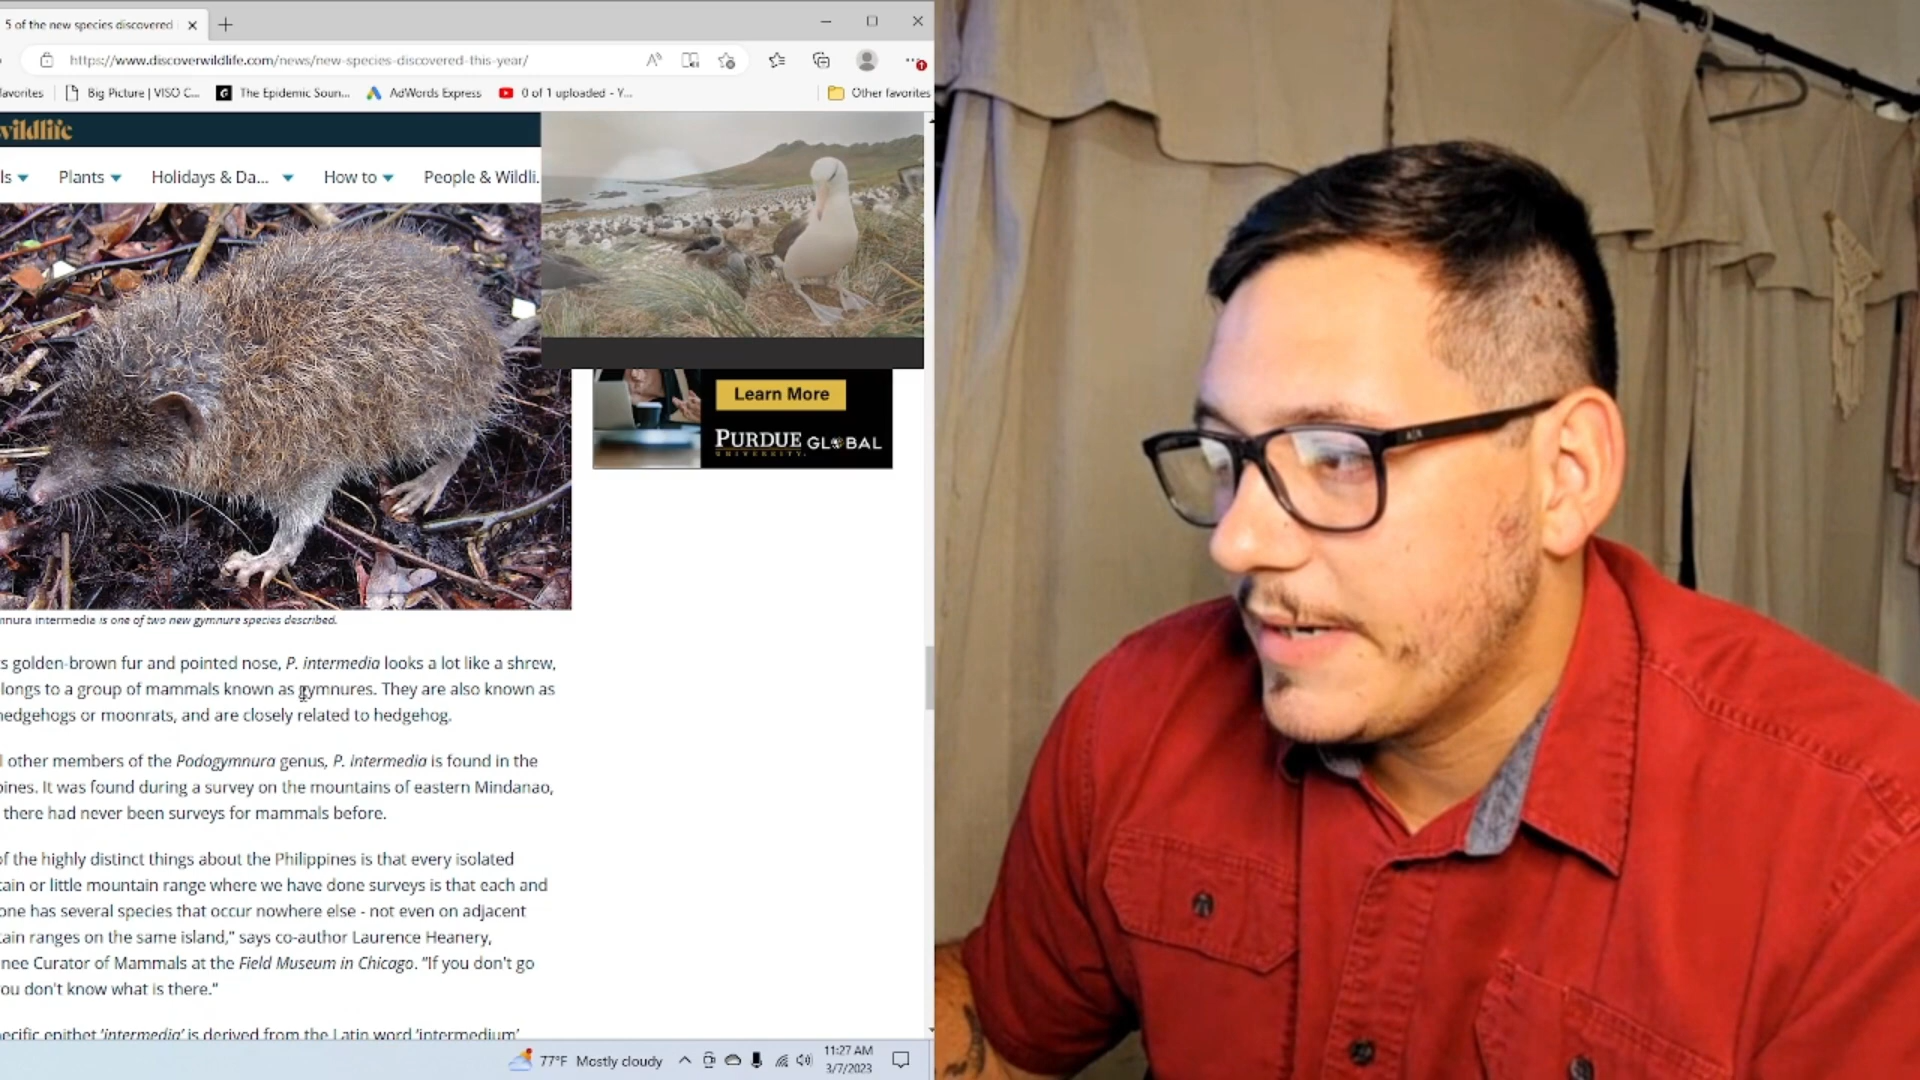 5 of the new species discovered
https://www.discoverwildlife.com/news/new-species-discovered-this-year/
favorites
Big Picture | VISO C...
The Epidemic Soun...
AdWords Express
0 of 1 uploaded - Y...
Other favorites
wildlife
ls
Plants
Holidays & Da...
How to
People & Wildli.
Learn More
PURDUE GLOBAL
UNIVERSITY.
nnura intermedia is one of two new gymnure species described.
s golden-brown fur and pointed nose, P. intermedia looks a lot like a shrew,
longs to a group of mammals known as gymnures. They are also known as
hedgehogs or moonrats, and are closely related to hedgehog.
l other members of the Podogymnura genus, P. intermedia is found in the
pines. It was found during a survey on the mountains of eastern Mindanao,
there had never been surveys for mammals before.
of the highly distinct things about the Philippines is that every isolated
tain or little mountain range where we have done surveys is that each and
one has several species that occur nowhere else - not even on adjacent
tain ranges on the same island," says co-author Laurence Heanery,
nee Curator of Mammals at the Field Museum in Chicago. "If you don't go
ou don't know what is there."
ecific epithet 'intermedia' is derived from the Latin word 'intermedium'
77°F Mostly cloudy
11:27 AM
3/7/2023